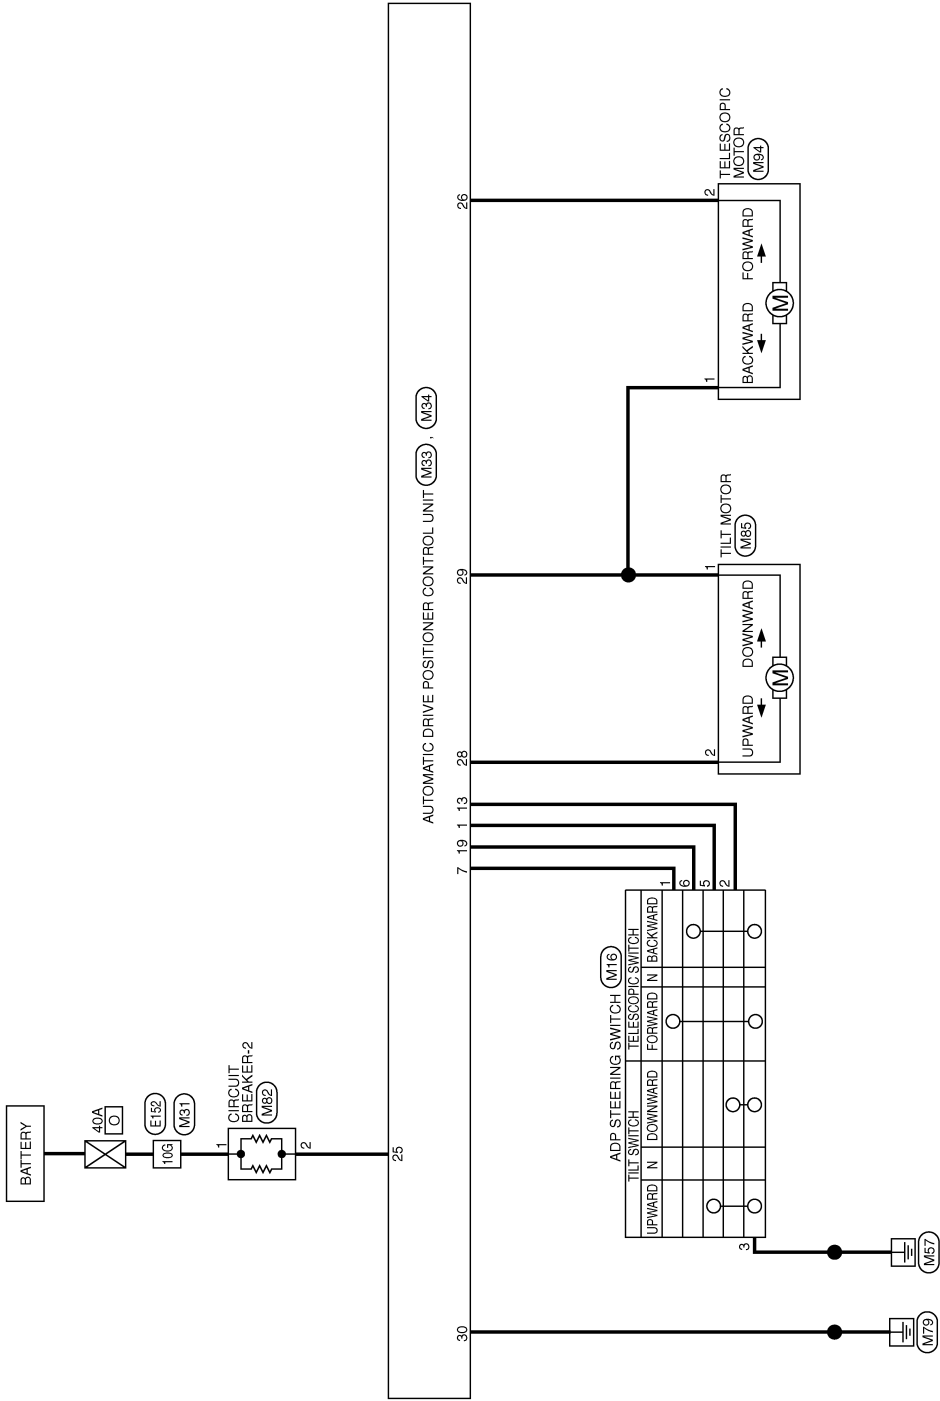 BATTERY
40A
O
10G
E152
M31
CIRCUIT
BREAKER-2
M82
1
2
25
AUTOMATIC DRIVE POSITIONER CONTROL UNIT M33 , M34
30
7
19
1
13
28
29
26
ADP STEERING SWITCH M16
TILT SWITCH
TELESCOPIC SWITCH
UPWARD
N
DOWNWARD
FORWARD
N
BACKWARD
1
6
5
2
3
TILT MOTOR
M85
2
1
UPWARD
DOWNWARD
M
TELESCOPIC
MOTOR
M94
1
2
BACKWARD
FORWARD
M
M79
M57